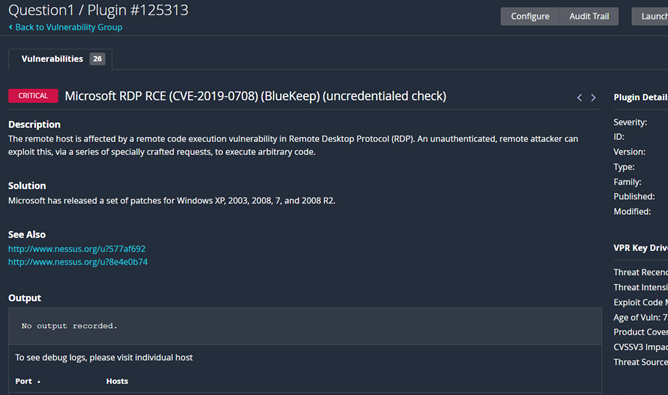 Question1 / Plugin #125313
Back to Vulnerability Group
Configure
Audit Trail
Launch
Vulnerabilities 26
CRITICAL Microsoft RDP RCE (CVE-2019-0708) (BlueKeep) (uncredentialed check)
Description
The remote host is affected by a remote code execution vulnerability in Remote Desktop Protocol (RDP). An unauthenticated, remote attacker can
exploit this, via a series of specially crafted requests, to execute arbitrary code.
Solution
Microsoft has released a set of patches for Windows XP, 2003, 2008, 7, and 2008 R2.
See Also
http://www.nessus.org/u?577af692
http://www.nessus.org/u?8e4e0b74
Output
No output recorded.
To see debug logs, please visit individual host
Port Hosts
Plugin Details
Severity:
ID:
Version:
Type:
Family:
Published:
Modified:
VPR Key Driv
Threat Recenc
Threat Intensi
Exploit Code M
Age of Vuln: 7
Product Cover
CVSSV3 Impac
Threat Source